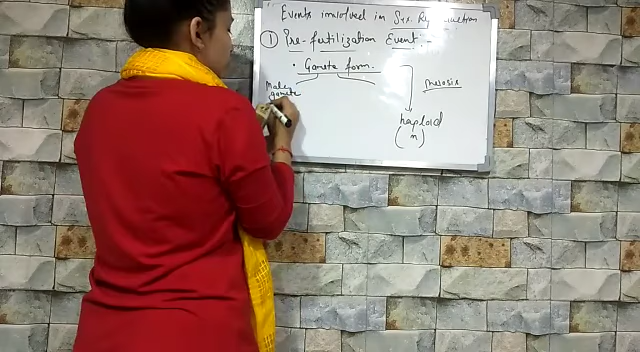 Events involved in Sex. Reproduction
① Pre-fertilization Event:-
• Gamete form.
Male gamete
meiosis
haploid
(n)